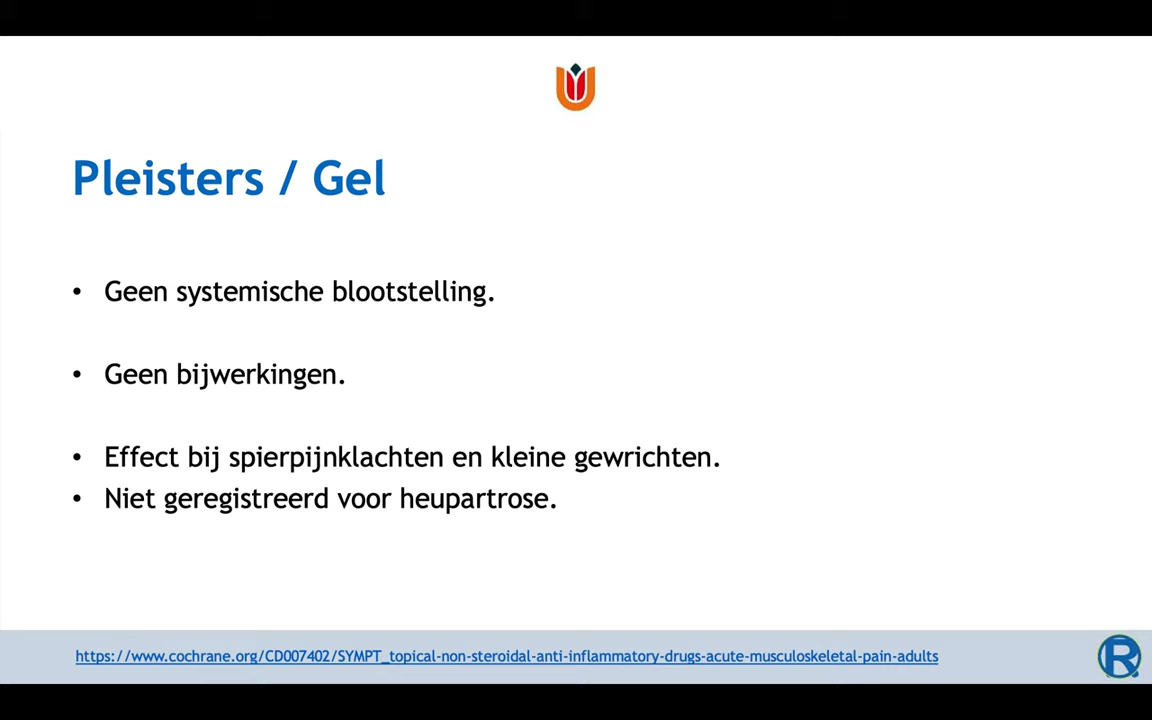 Pleisters / Gel
• Geen systemische blootstelling.
• Geen bijwerkingen.
• Effect bij spierpijnklachten en kleine gewrichten.
• Niet geregistreerd voor heupartrose.
https://www.cochrane.org/CD007402/SYMPT_topical-non-steroidal-anti-inflammatory-drugs-acute-musculoskeletal-pain-adults
R